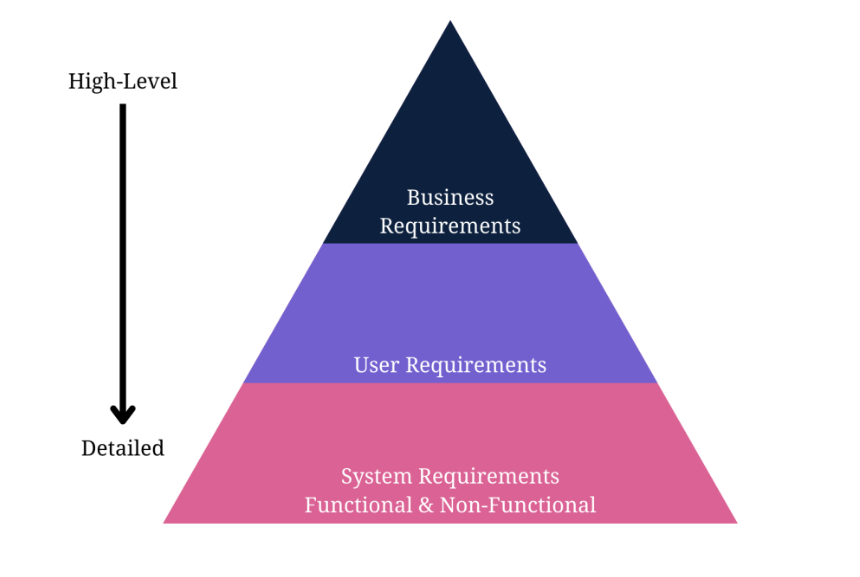 High-Level
Business
Requirements
User Requirements
Detailed
System Requirements
Functional & Non-Functional